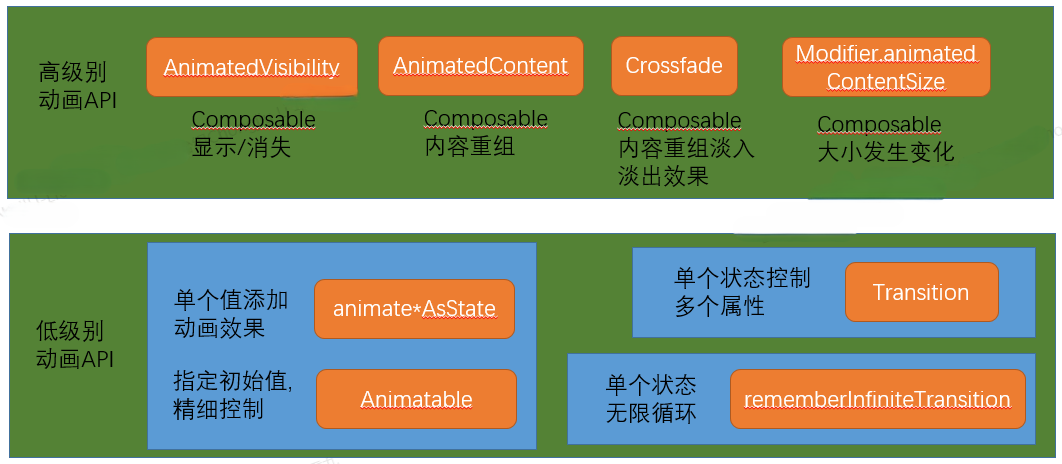 高级别
动画API
AnimatedVisibility
Composable
显示/消失
AnimatedContent
Composable
内容重组
Crossfade
Composable
内容重组淡入
淡出效果
Modifier.animated
ContentSize
Composable
大小发生变化
低级别
动画API
单个值添加
动画效果
animate*AsState
指定初始值,
精细控制
Animatable
单个状态控制
多个属性
Transition
单个状态
无限循环
rememberInfiniteTransition